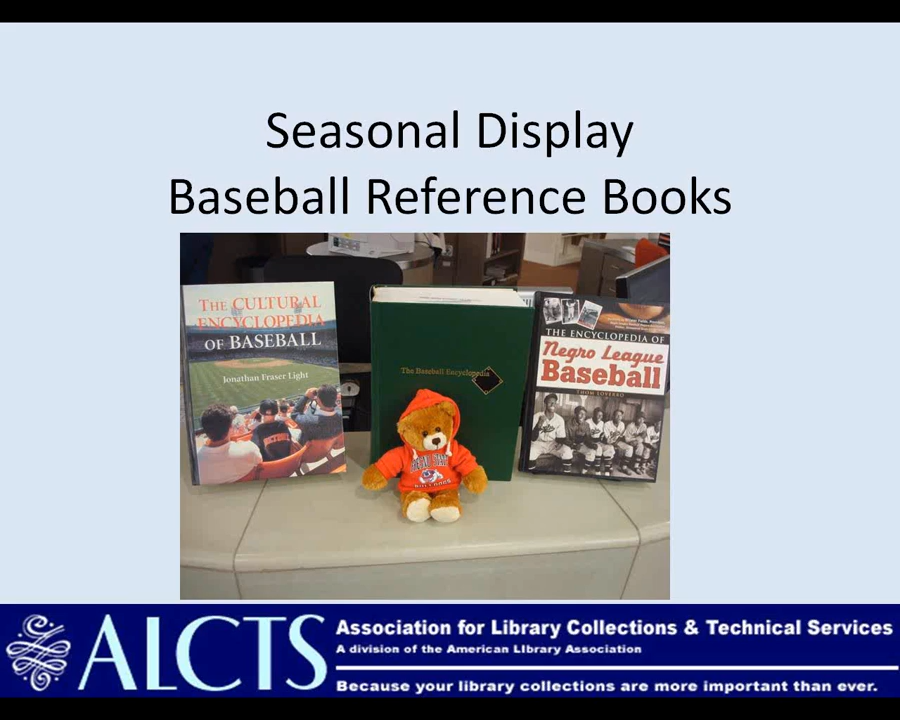 Seasonal Display
Baseball Reference Books
THE CULTURAL
ENCYCLOPEDIA
OF BASEBALL
Jonathan Fraser Light
The Baseball Encyclopedia
THE ENCYCLOPEDIA OF
Negro League
Baseball
FRESNO STATE
BULLDOGS
ALCTS
Association for Library Collections & Technical Services
A division of the American Library Association
Because your library collections are more important than ever.